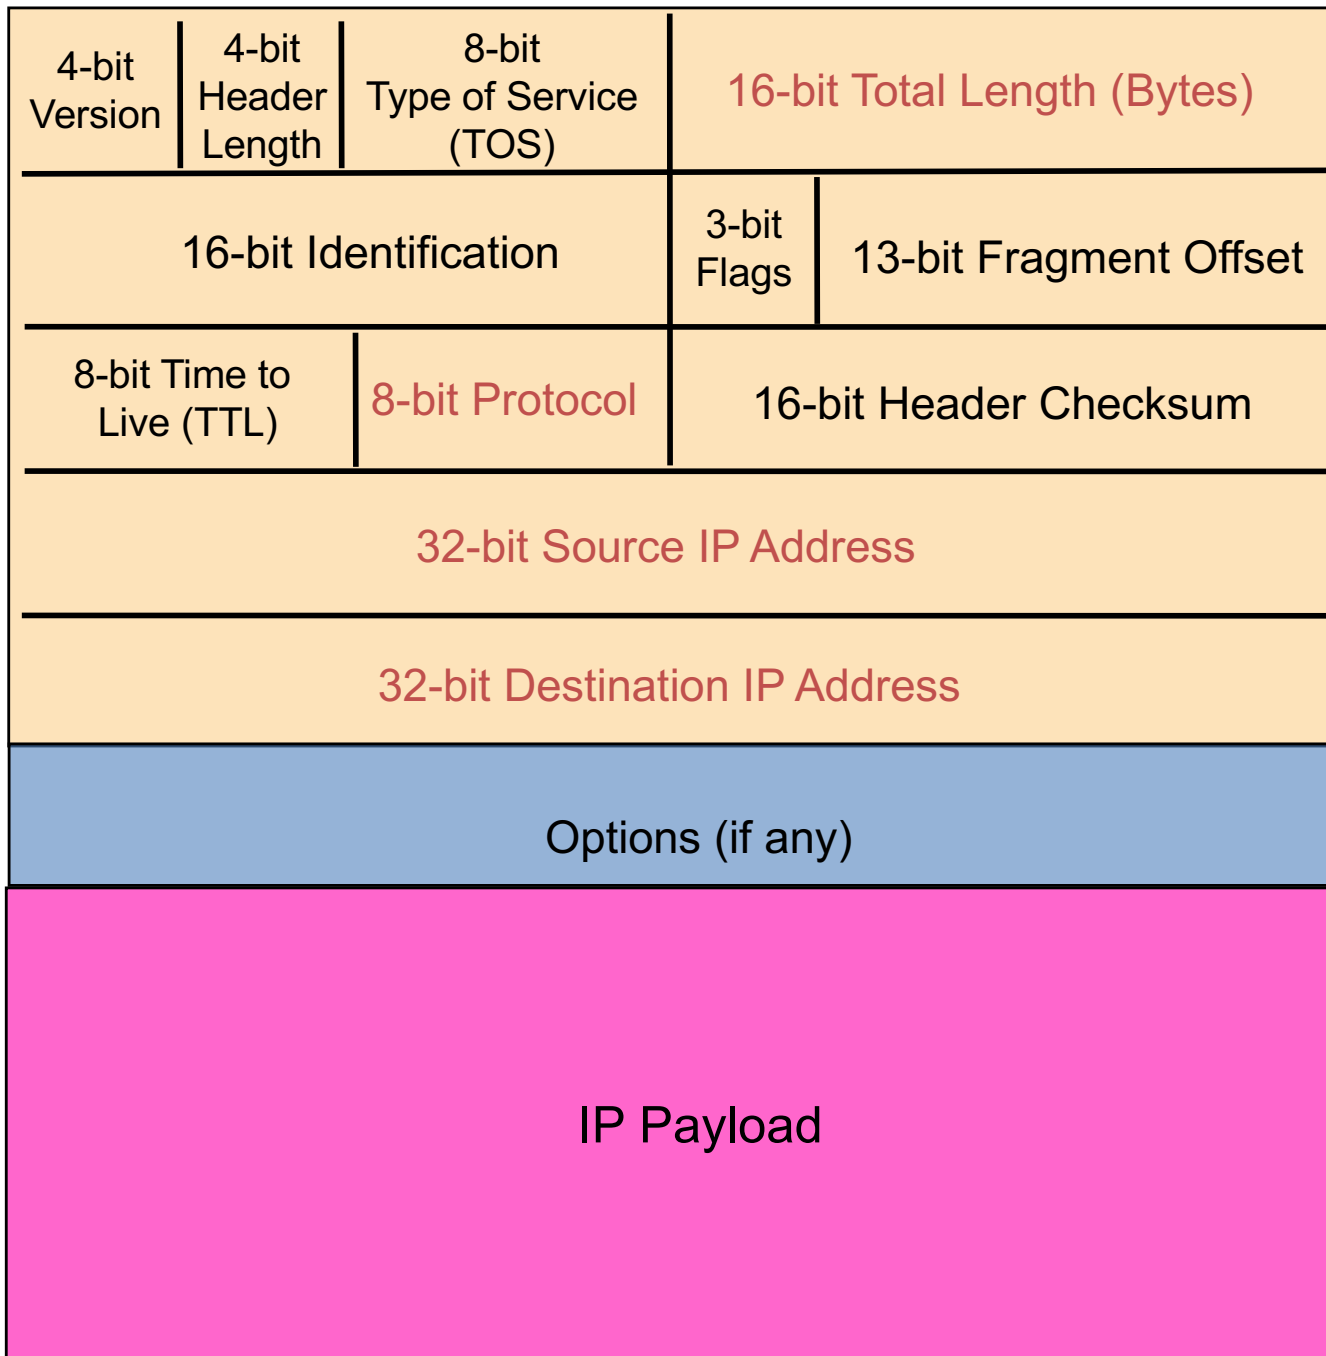 4-bit
Version
4-bit
Header
Length
8-bit
Type of Service
(TOS)
16-bit Total Length (Bytes)
16-bit Identification
3-bit
Flags
13-bit Fragment Offset
8-bit Time to
Live (TTL)
8-bit Protocol
16-bit Header Checksum
32-bit Source IP Address
32-bit Destination IP Address
Options (if any)
IP Payload